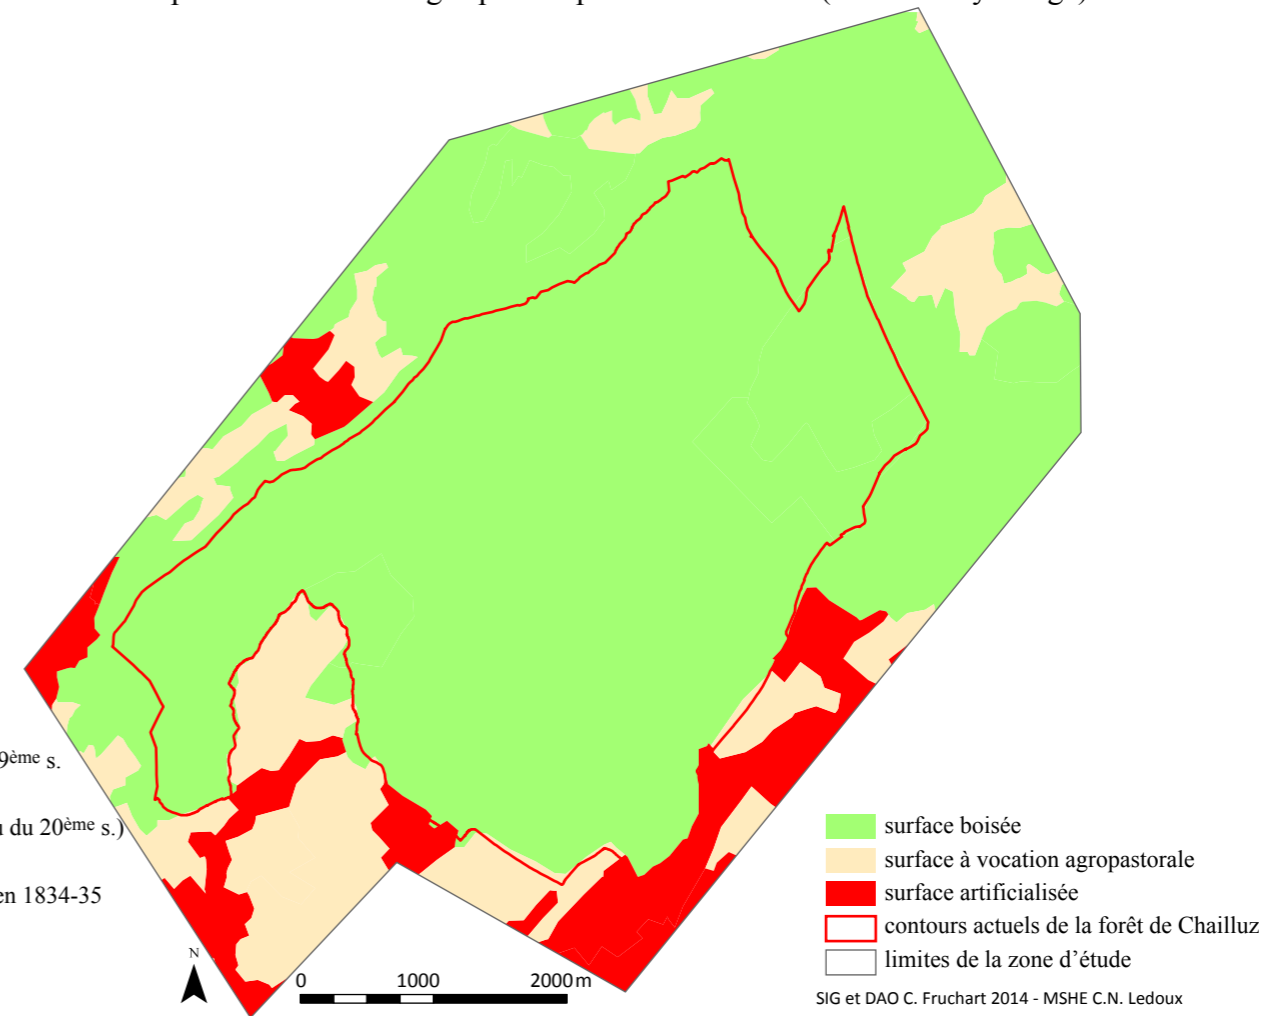 9ème s.
du 20ème s.)
en 1834-35
N
0 1000 2000 m
surface boisée
surface à vocation agropastorale
surface artificialisée
contours actuels de la forêt de Chailluz
limites de la zone d'étude
SIG et DAO C. Fruchart 2014 - MSHE C.N. Ledoux